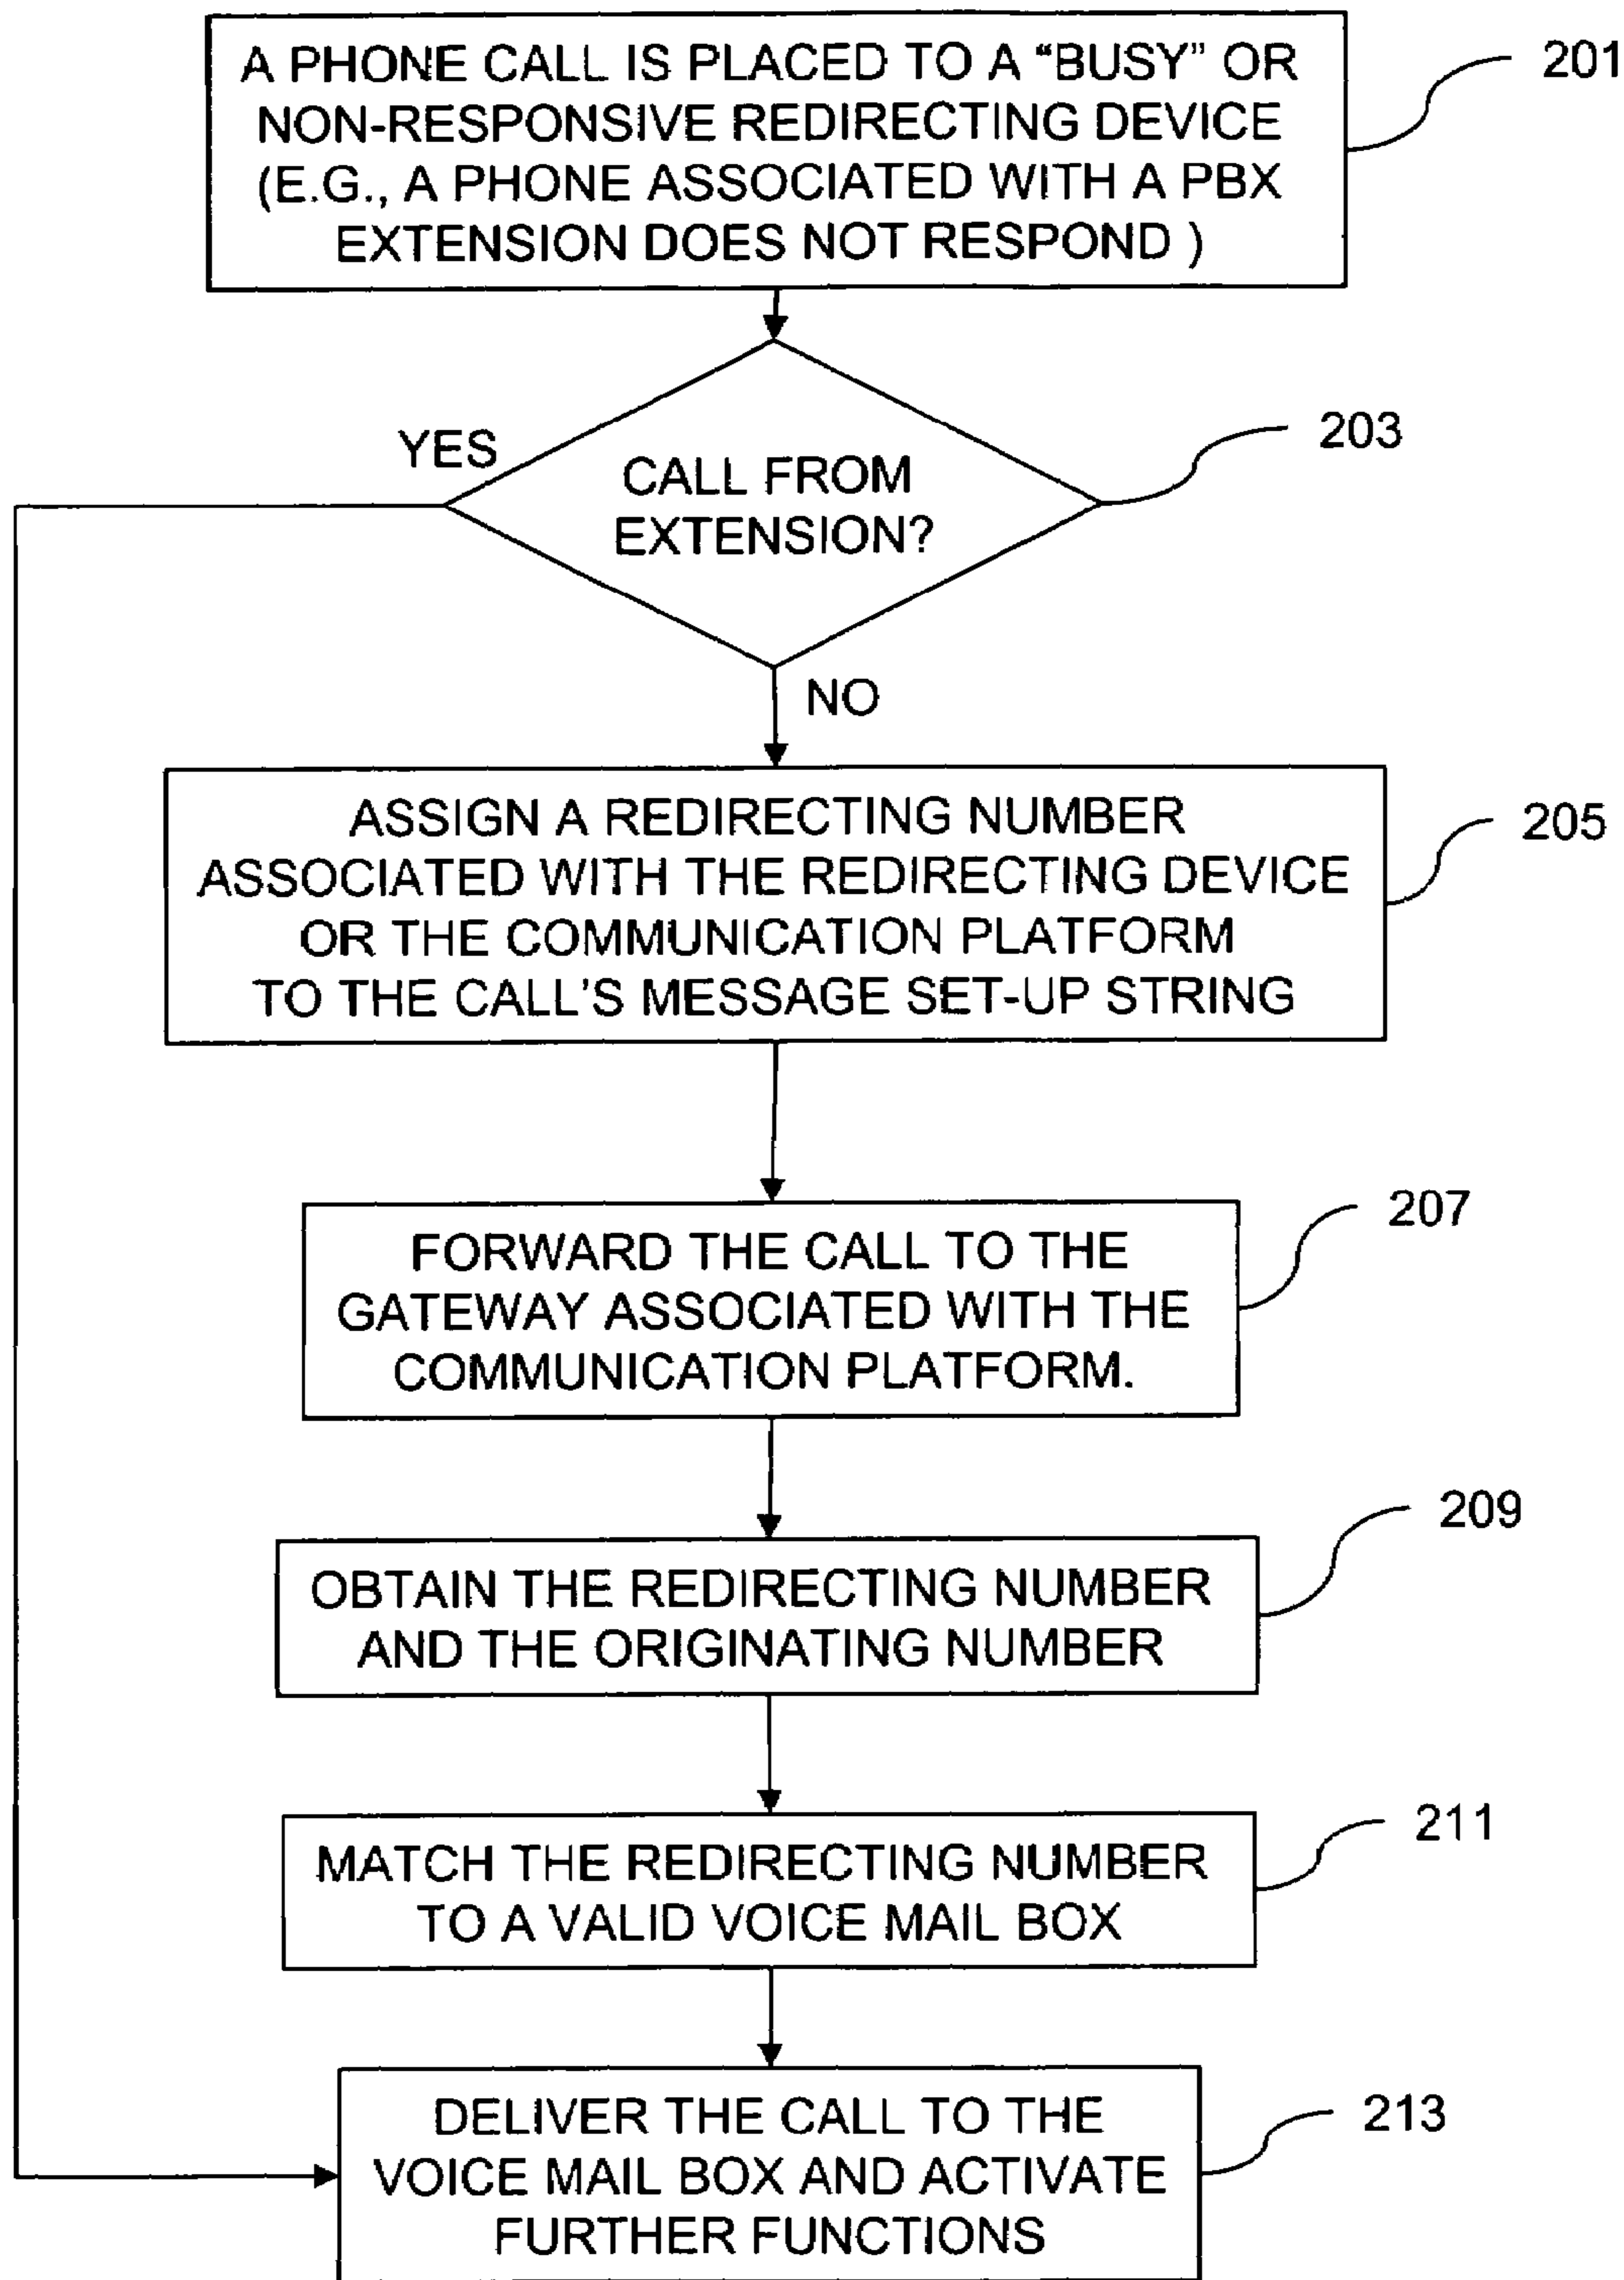 A PHONE CALL IS PLACED TO A “BUSY” OR
NON-RESPONSIVE REDIRECTING DEVICE
(E.G., A PHONE ASSOCIATED WITH A PBX
EXTENSION DOES NOT RESPOND )
201
YES
CALL FROM
EXTENSION?
203
NO
ASSIGN A REDIRECTING NUMBER
ASSOCIATED WITH THE REDIRECTING DEVICE
OR THE COMMUNICATION PLATFORM
TO THE CALL’S MESSAGE SET-UP STRING
205
FORWARD THE CALL TO THE
GATEWAY ASSOCIATED WITH THE
COMMUNICATION PLATFORM.
207
OBTAIN THE REDIRECTING NUMBER
AND THE ORIGINATING NUMBER
209
MATCH THE REDIRECTING NUMBER
TO A VALID VOICE MAIL BOX
211
DELIVER THE CALL TO THE
VOICE MAIL BOX AND ACTIVATE
FURTHER FUNCTIONS
213